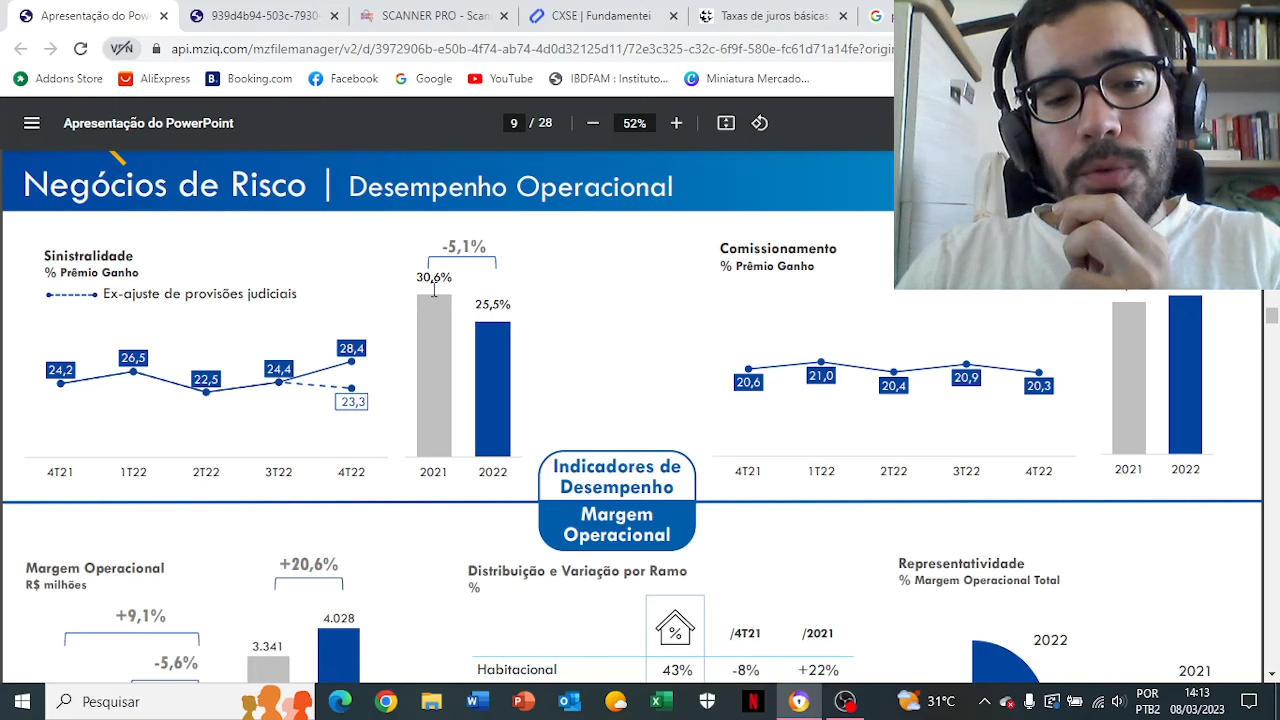 Apresentação do Pow
939d4b94-503c-7930-
SCANNER PRO - Scan
CXSE | Fundamentei
Taxas de juros básica
api.mziq.com/mzfilemanager/v2/d/3972906b-e50b-4f74-ab74-4d0d32125d11/72e3c325-c32c-6f9f-580e-fc61d71a14fe?origi
Addons Store
AliExpress
Booking.com
Facebook
Google
YouTube
IBDFAM : Instituto...
Miniatura Mercado...
Apresentação do PowerPoint
9 / 28
52%
Negócios de Risco | Desempenho Operacional
Sinistralidade
% Prêmio Ganho
Ex-ajuste de provisões judiciais
24,2 26,5 22,5 24,4 28,4
23,3
4T21 1T22 2T22 3T22 4T22
-5,1%
30,6%
25,5%
2021 2022
Comissionamento
% Prêmio Ganho
20,6 21,0 20,4 20,9 20,3
4T21 1T22 2T22 3T22 4T22
2021 2022
Indicadores de
Desempenho
Margem
Operacional
Margem Operacional
R$ milhões
+9,1%
-5,6%
+20,6%
3.341
4.028
Distribuição e Variação por Ramo
%
%
/4T21 /2021
Habitacional 43% -8% +22%
Representatividade
% Margem Operacional Total
2022
2021
Pesquisar
31°C
POR
PTB2
14:13
08/03/2023